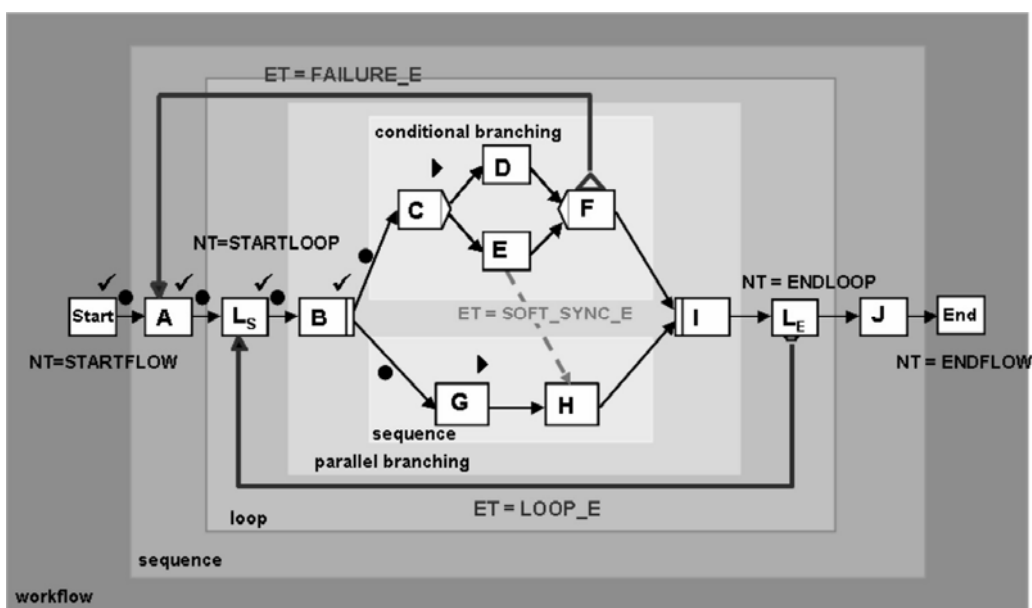 ET = FAILURE_E
conditional branching
D
C
F
NT=STARTLOOP
E
NT = ENDLOOP
Start
A
LS
B
ET = SOFT_SYNC_E
I
LE
J
End
NT=STARTFLOW
NT = ENDFLOW
G
H
sequence
parallel branching
ET = LOOP_E
loop
sequence
workflow